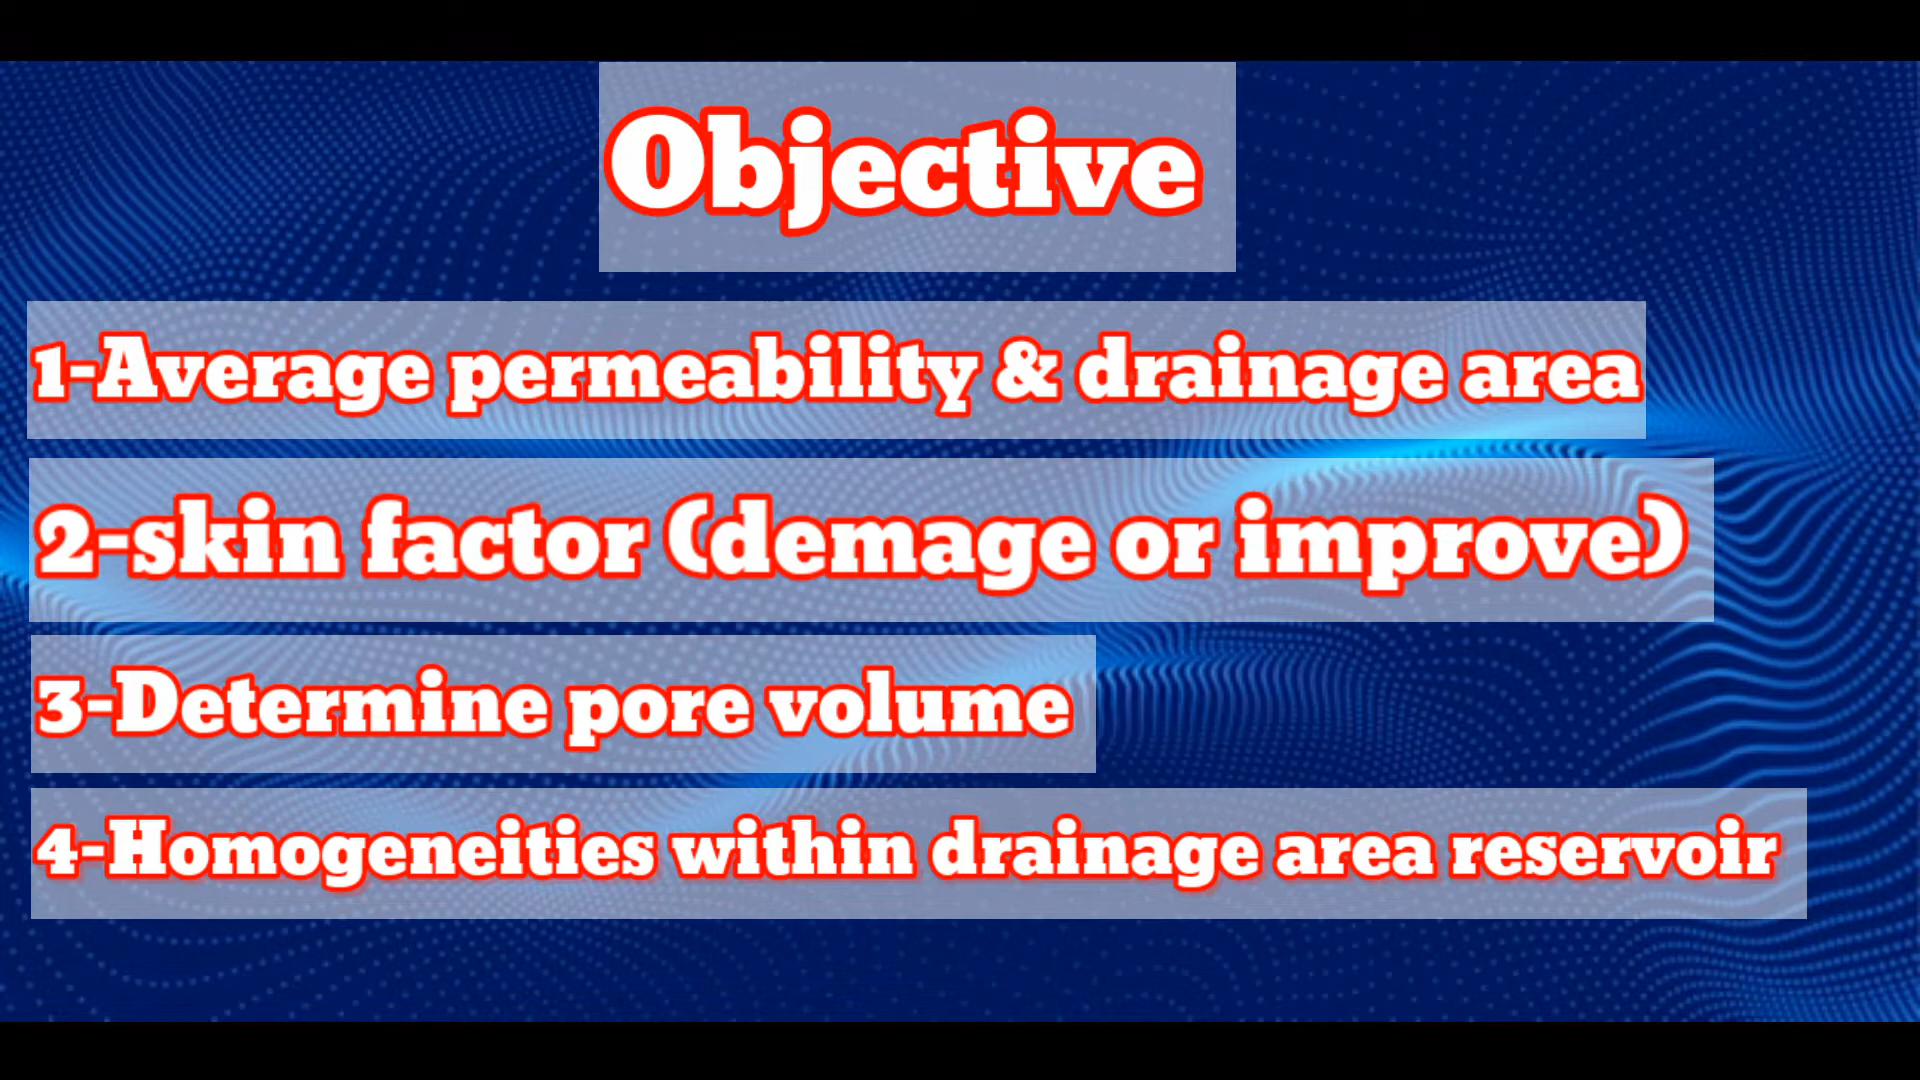 Objective
1-Average permeability & drainage area
2-skin factor (demage or improve)
3-Determine pore volume
4-Homogeneities within drainage area reservoir